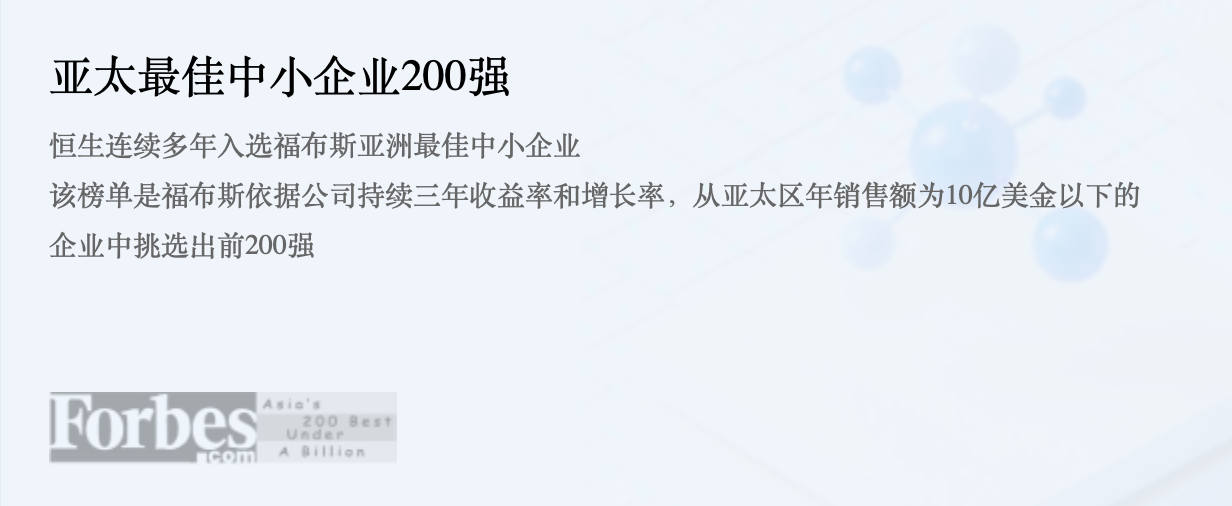 亚太最佳中小企业200强
恒生连续多年入选福布斯亚洲最佳中小企业
该榜单是福布斯依据公司持续三年收益率和增长率，从亚太区年销售额为10亿美金以下的
企业中挑选出前200强
Forbes
.com
Asia's
200 Best
Under
A Billion